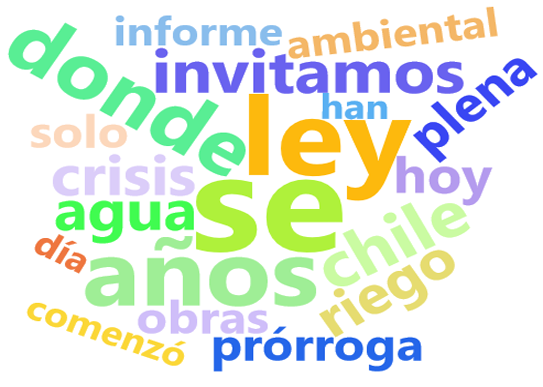 informe
ambiental
donde
invitamos
han
plena
solo
ley
crisis
hoy
se
agua
chile
día
años
riego
comenzó
obras
prórroga